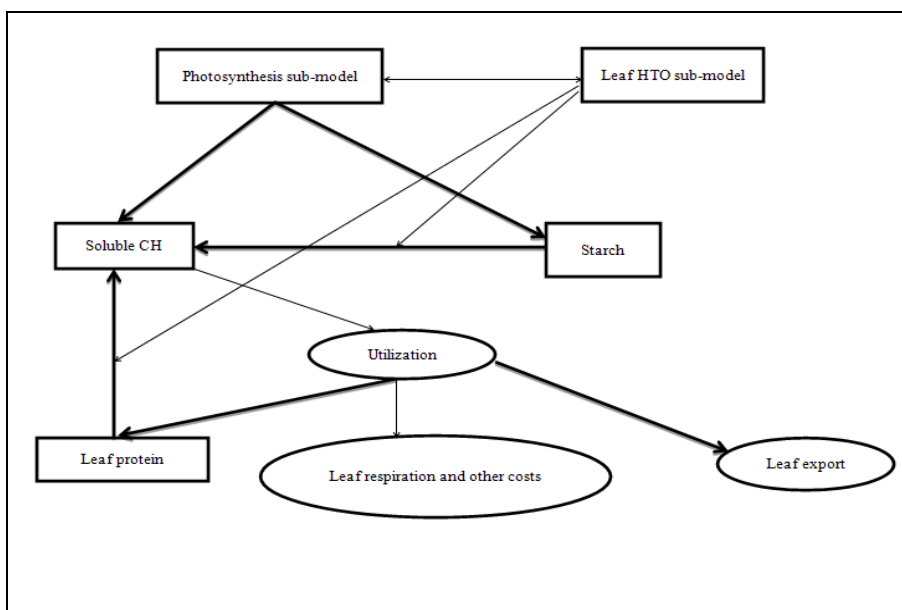 Photosynthesis sub-model
Leaf HTO sub-model
Soluble CH
Starch
Utilization
Leaf protein
Leaf respiration and other costs
Leaf export